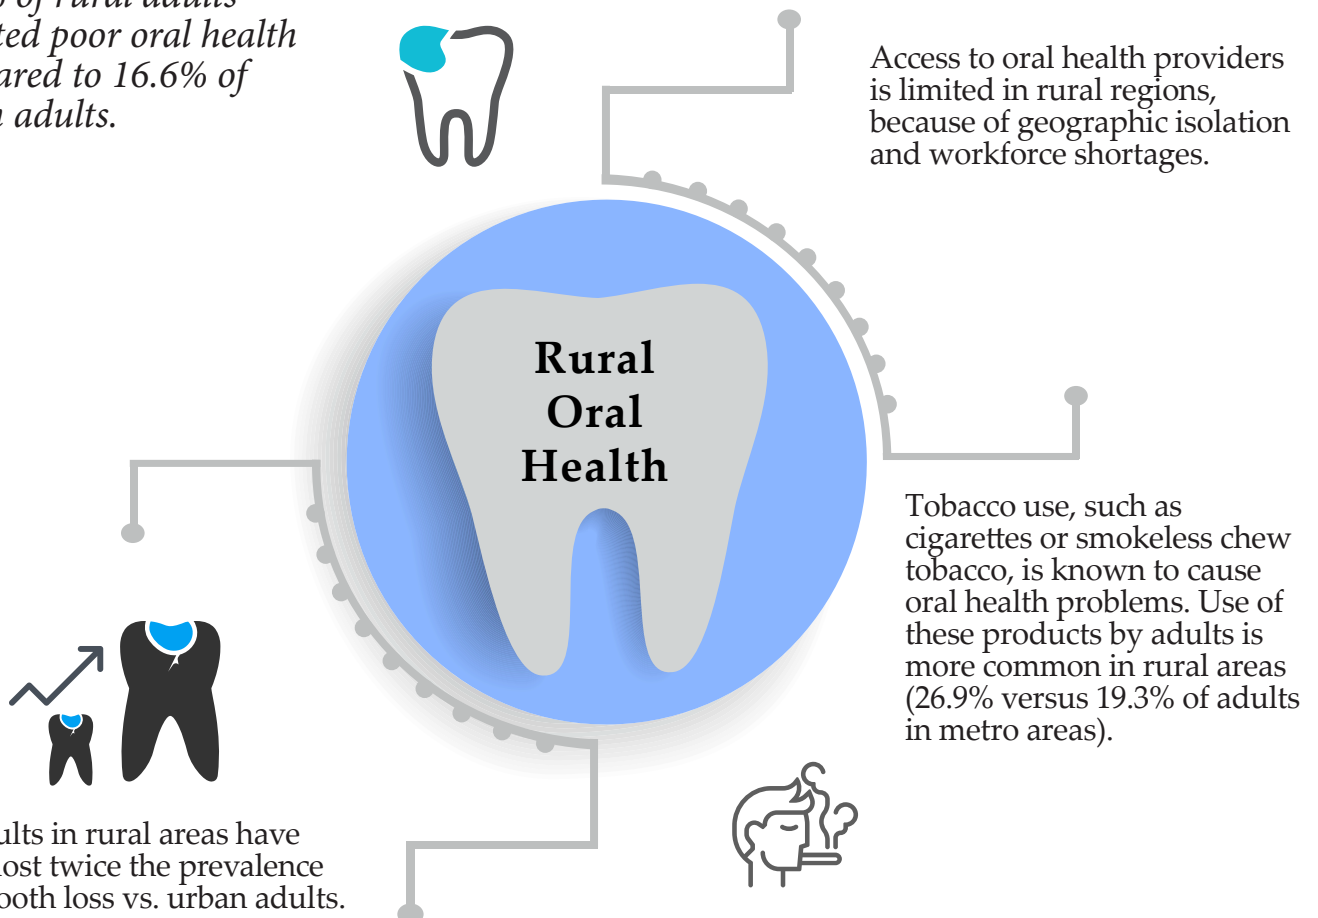 of rural adults
ted poor oral health
ared to 16.6% of
adults.
Access to oral health providers
is limited in rural regions,
because of geographic isolation
and workforce shortages.
Rural
Oral
Health
Tobacco use, such as
cigarettes or smokeless chew
tobacco, is known to cause
oral health problems. Use of
these products by adults is
more common in rural areas
(26.9% versus 19.3% of adults
in metro areas).
ults in rural areas have
ost twice the prevalence
ooth loss vs. urban adults.